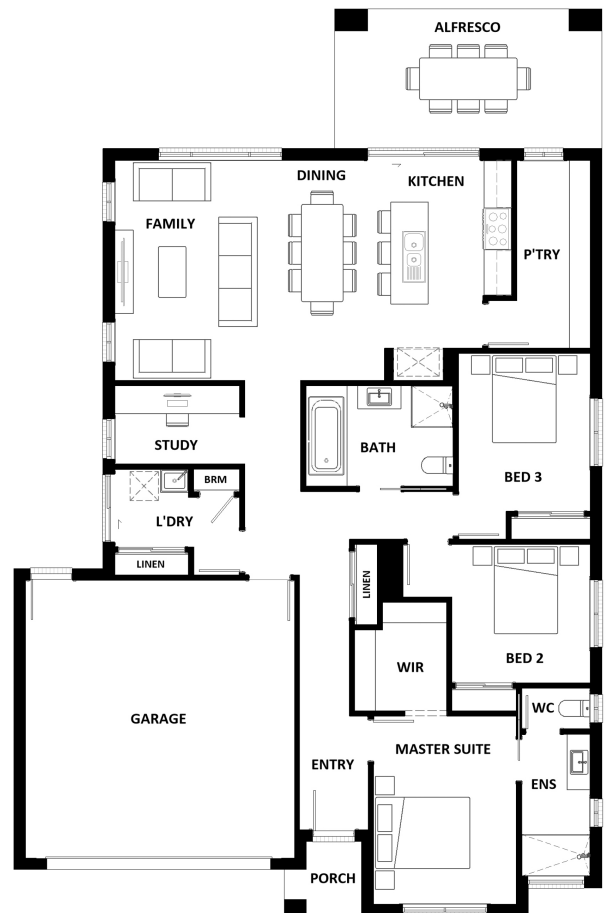 ALFRESCO
DINING
KITCHEN
FAMILY
P'TRY
STUDY
BATH
BED 3
BRM
L'DRY
LINEN
LINEN
BED 2
WIR
WC
GARAGE
MASTER SUITE
ENTRY
ENS
PORCH